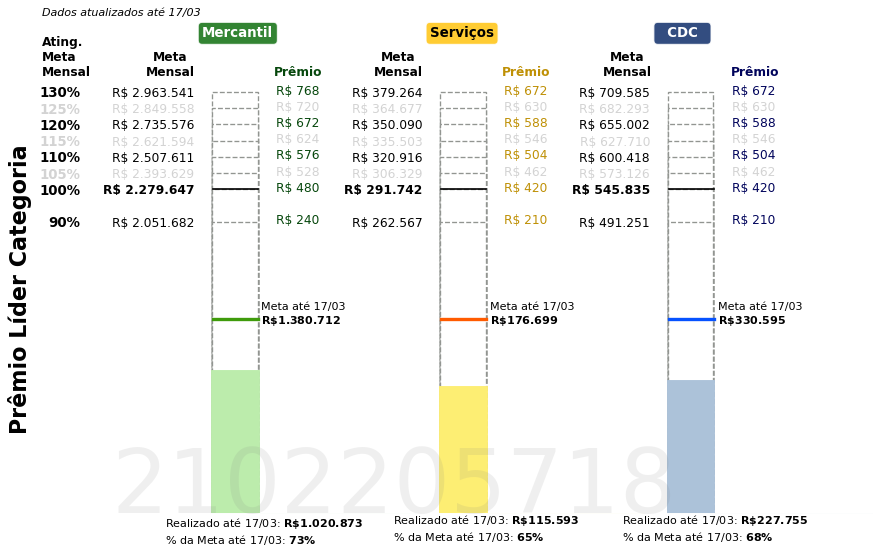 Dados atualizados até 17/03
Mercantil Serviços CDC
Ating. Meta Mensal Meta Mensal Prêmio Meta Mensal Prêmio Meta Mensal Prêmio
130% R$ 2.963.541 R$ 768 R$ 379.264 R$ 672 R$ 709.585 R$ 672
125% R$ 2.849.558 R$ 720 R$ 364.677 R$ 630 R$ 682.293 R$ 630
120% R$ 2.735.576 R$ 672 R$ 350.090 R$ 588 R$ 655.002 R$ 588
115% R$ 2.621.594 R$ 624 R$ 335.503 R$ 546 R$ 627.710 R$ 546
110% R$ 2.507.611 R$ 576 R$ 320.916 R$ 504 R$ 600.418 R$ 504
105% R$ 2.393.629 R$ 528 R$ 306.329 R$ 462 R$ 573.126 R$ 462
100% R$ 2.279.647 R$ 480 R$ 291.742 R$ 420 R$ 545.835 R$ 420
90% R$ 2.051.682 R$ 240 R$ 262.567 R$ 210 R$ 491.251 R$ 210
Prêmio Líder Categoria
Meta até 17/03 Meta até 17/03 Meta até 17/03
R$1.380.712 R$176.699 R$330.595
2102205718
Realizado até 17/03: R$1.020.873 Realizado até 17/03: R$115.593 Realizado até 17/03: R$227.755
% da Meta até 17/03: 73% % da Meta até 17/03: 65% % da Meta até 17/03: 68%